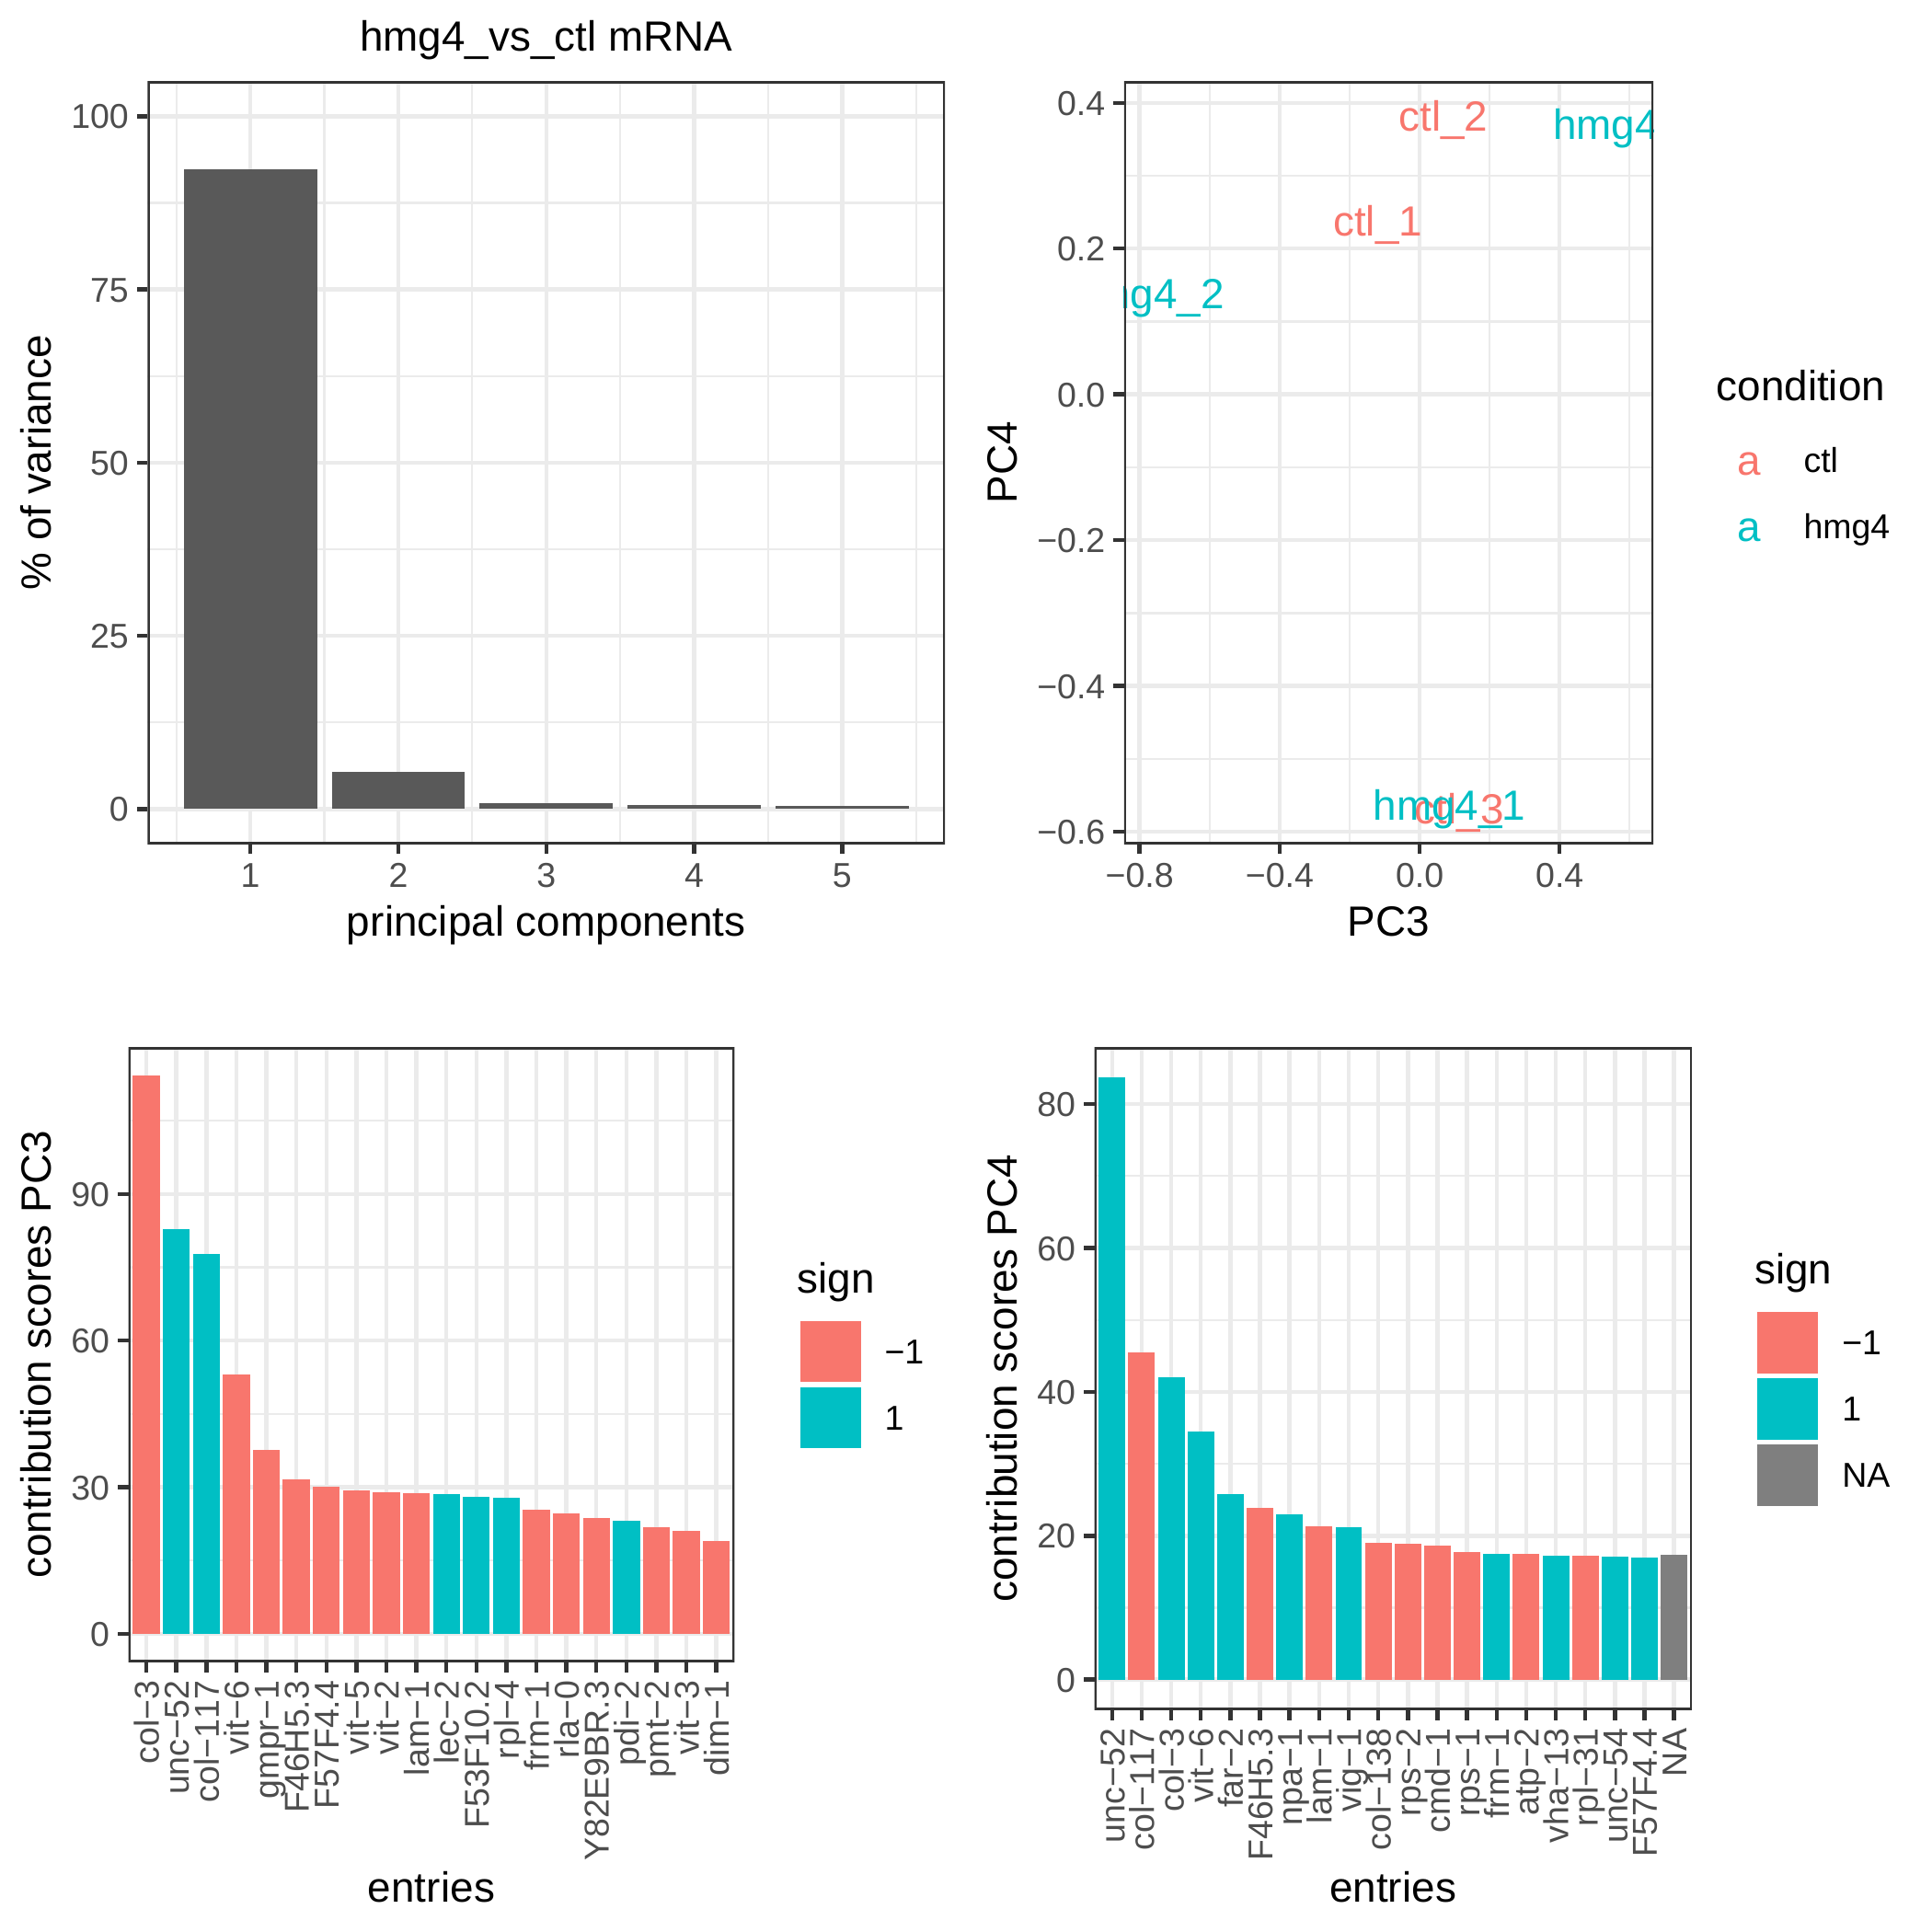 hmg4_vs_ctl mRNA
% of variance
100
75
50
25
0
1 2 3 4 5
principal components
PC4
0.4
0.2
0.0
−0.2
−0.4
−0.6
ctl_2
hmg4
ctl_1
g4_2
hmg4_1
ctl_3
−0.8 −0.4 0.0 0.4
PC3
condition
a ctl
a hmg4
contribution scores PC3
90
60
30
0
col−3
unc−52
col−117
vit−6
gmpr−1
F46H5.3
F57F4.4
vit−5
vit−2
lam−1
lec−2
F53F10.2
rpl−4
frm−1
rla−0
Y82E9BR.3
pdi−2
pmt−2
vit−3
dim−1
entries
sign
−1
1
contribution scores PC4
80
60
40
20
0
unc−52
col−117
col−3
vit−6
far−2
F46H5.3
npa−1
lam−1
vig−1
col−138
rps−2
cmd−1
rps−1
frm−1
atp−2
vha−13
rpl−31
unc−54
F57F4.4
NA
entries
sign
−1
1
NA